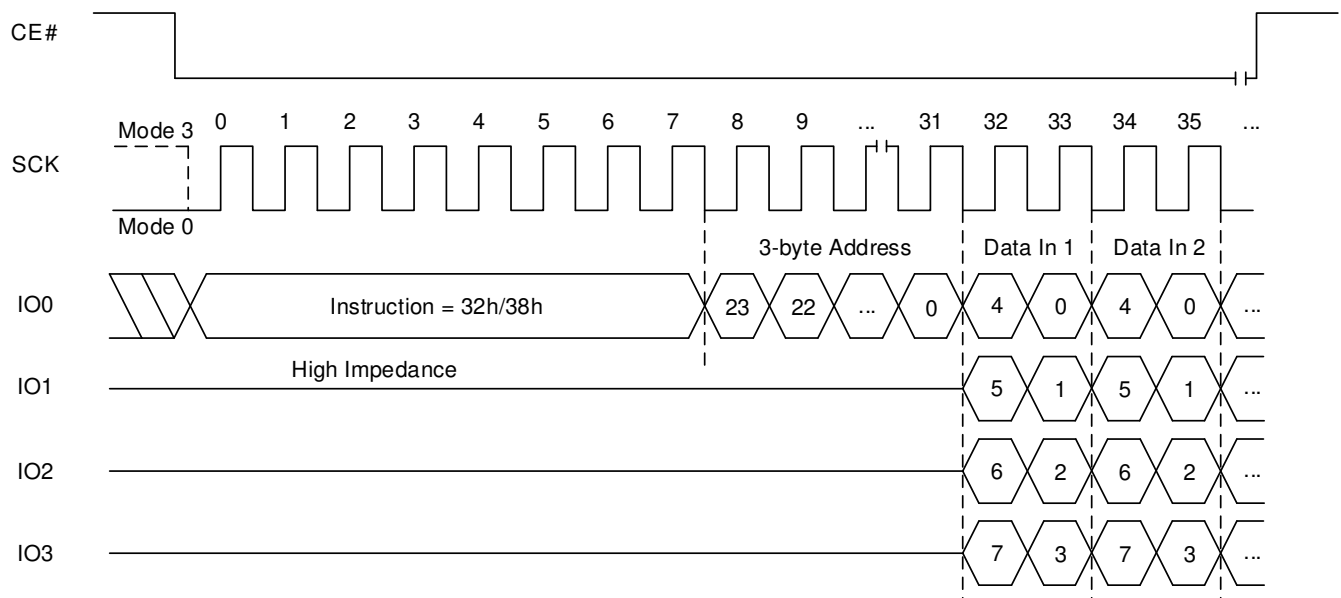 CE#
Mode 3 0 1 2 3 4 5 6 7 8 9 ... 31 32 33 34 35 ...
SCK
Mode 0
3-byte Address Data In 1 Data In 2
IO0 Instruction = 32h/38h 23 22 ... 0 4 0 4 0 ...
High Impedance
IO1 5 1 5 1 ...
IO2 6 2 6 2 ...
IO3 7 3 7 3 ...